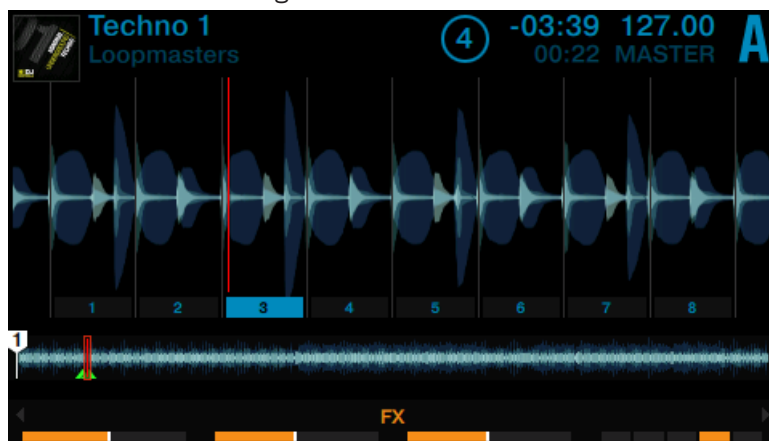 Techno 1
Loopmasters
4
-03:39 127.00
00:22 MASTER
A
1 2 3 4 5 6 7 8
1
FX